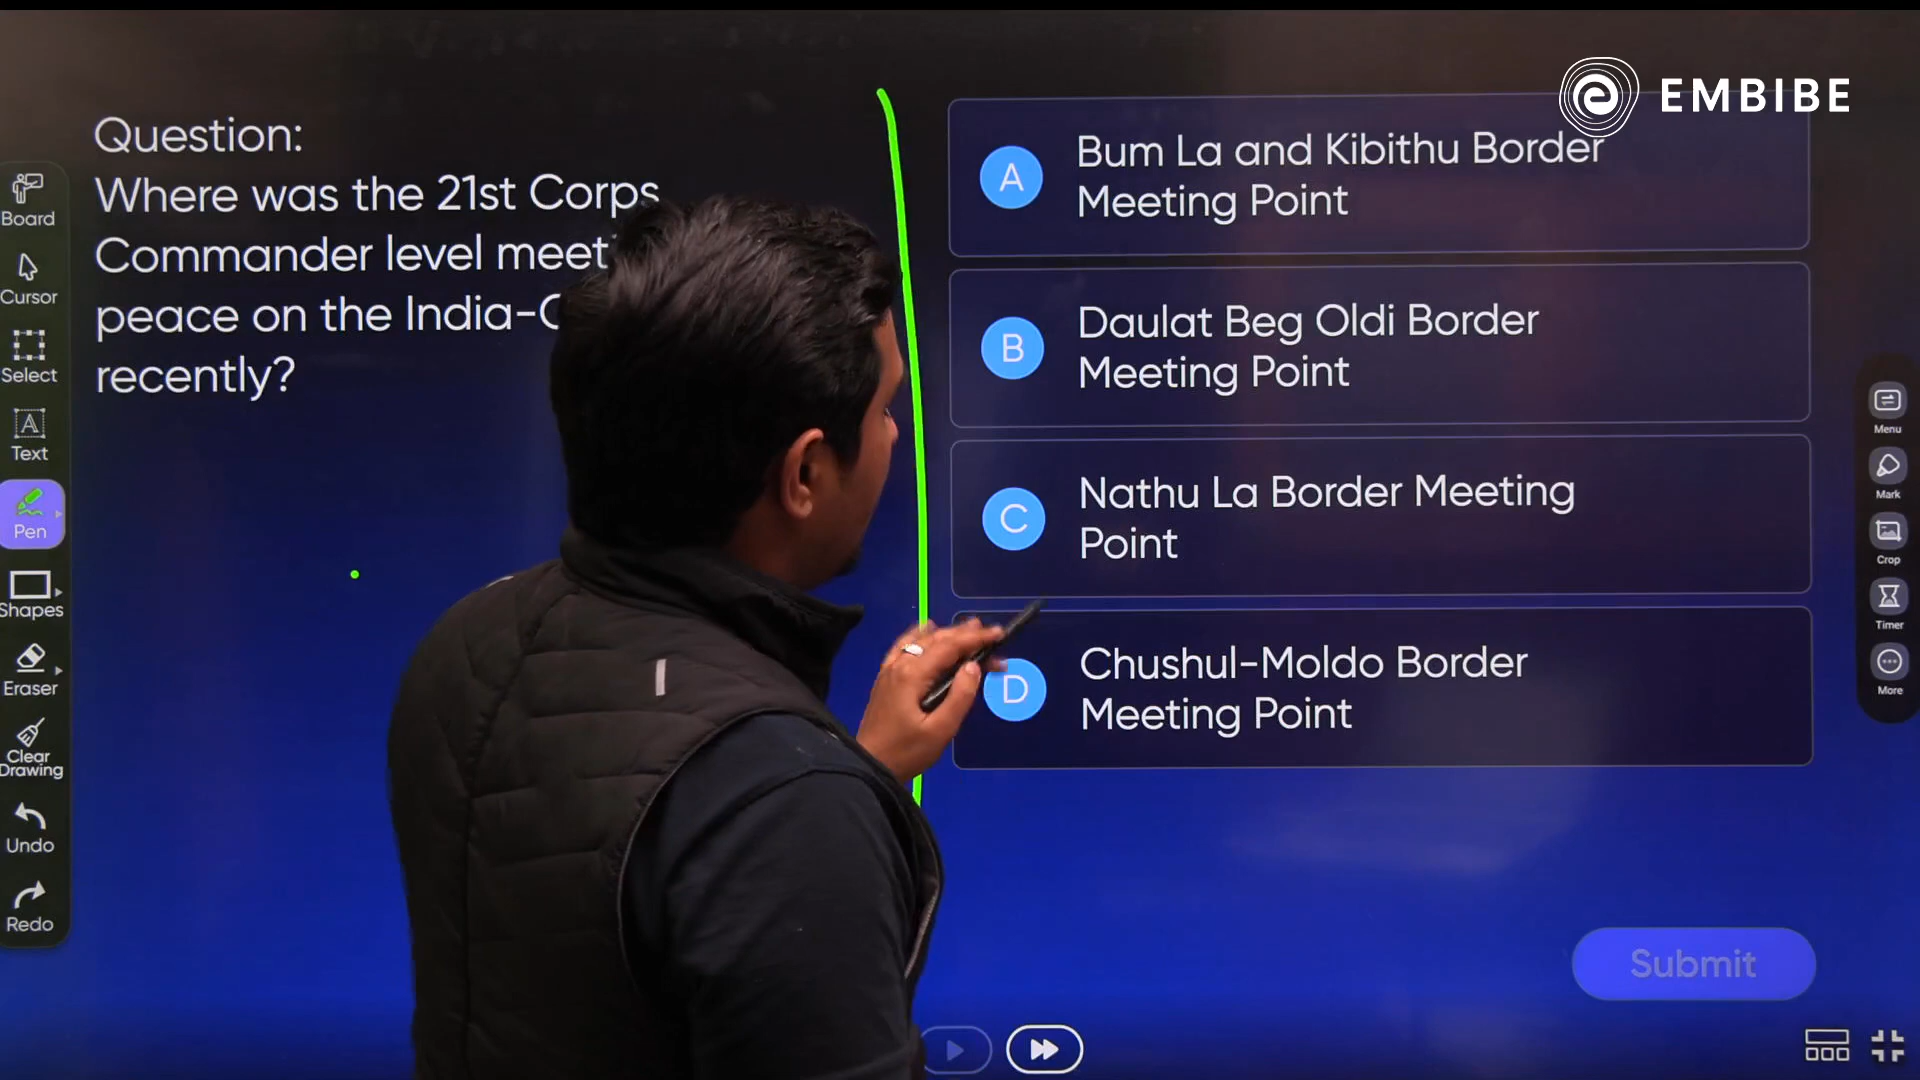 EMBIBE
Question:
Where was the 21st Corps
Commander level
peace on the
recently?
A
Bum La and Kibithu Border
Meeting Point
B
Daulat Beg Oldi Border
Meeting Point
C
Nathu La Border Meeting
Point
D
Chushul-Moldo Border
Meeting Point
Submit
Board
Cursor
Select
A
Text
Pen
Shapes
Eraser
Clear
Drawing
Undo
Redo
Menu
Mark
Crop
Timer
More